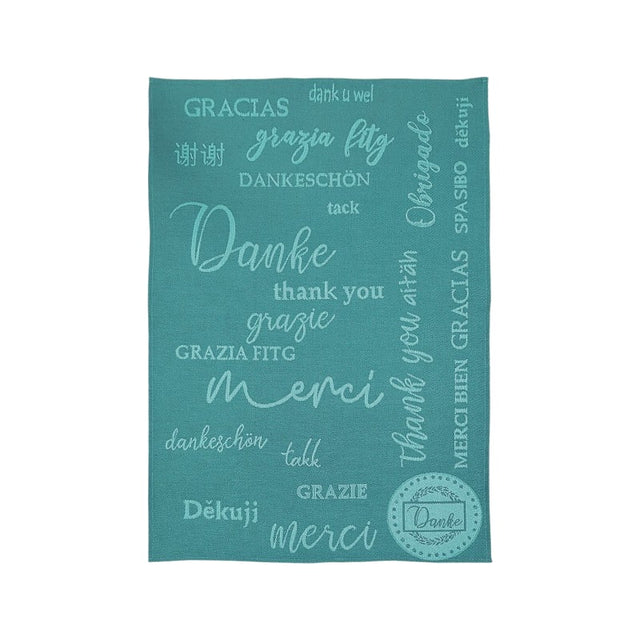 dank u wel
GRACIAS
grazia fitg
谢谢
DANKESCHÖN
tack
Danke
thank you
grazie
GRAZIA FITG
merci
dankeschön
takk
GRAZIE
Děkuji
merci
Obrigado
SPASIBO
děkuji
thank you
aitäh
MERCI BIEN
GRACIAS
Danke